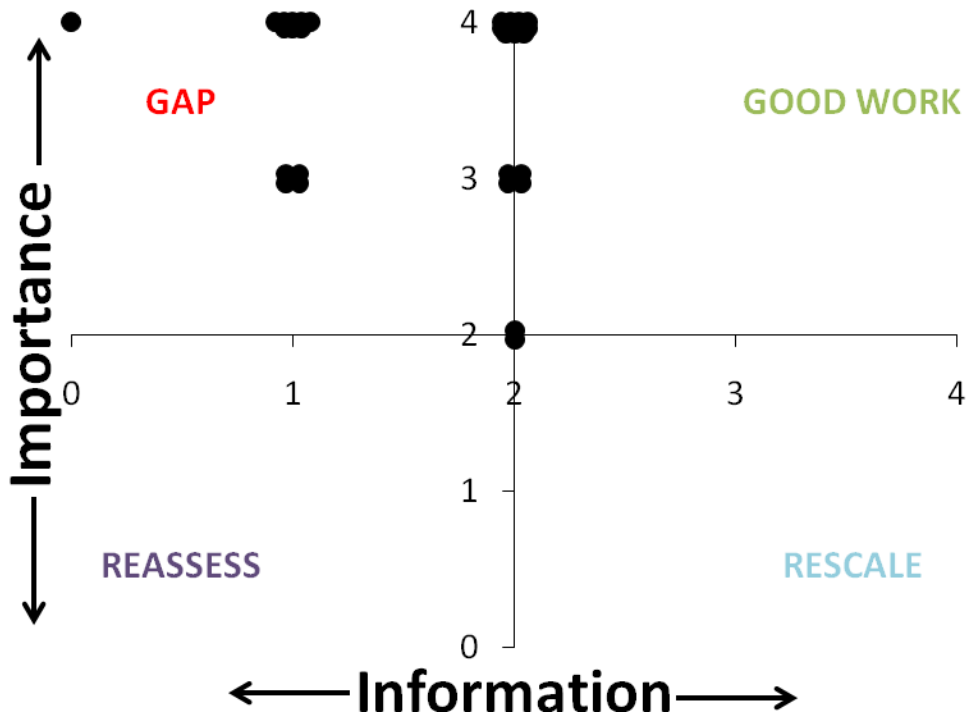 4
GAP
GOOD WORK
3
Importance
2
0 1 2 3 4
1
REASSESS
RESCALE
0
Information